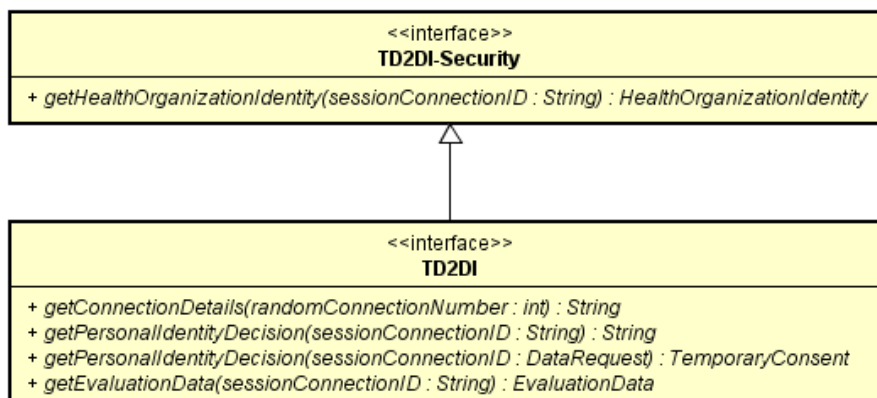 <<interface>>
TD2DI-Security
+ getHealthOrganizationIdentity(sessionConnectionID : String) : HealthOrganizationIdentity
<<interface>>
TD2DI
+ getConnectionDetails(randomConnectionNumber : int) : String
+ getPersonalIdentityDecision(sessionConnectionID : String) : String
+ getPersonalIdentityDecision(sessionConnectionID : DataRequest) : TemporaryConsent
+ getEvaluationData(sessionConnectionID : String) : EvaluationData